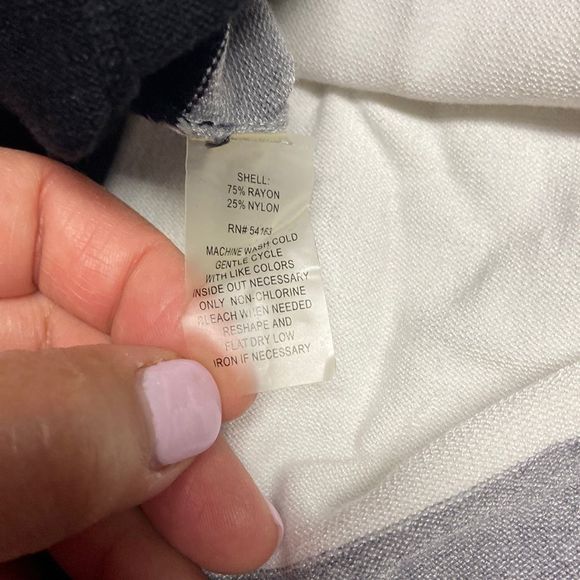 SHELL:
75% RAYON
25% NYLON
RN# 54163
MACHINE WASH COLD
GENTLE CYCLE
WITH LIKE COLORS
INSIDE OUT NECESSARY
ONLY NON-CHLORINE
BLEACH WHEN NEEDED
RESHAPE AND
FLAT DRY LOW
IRON IF NECESSARY